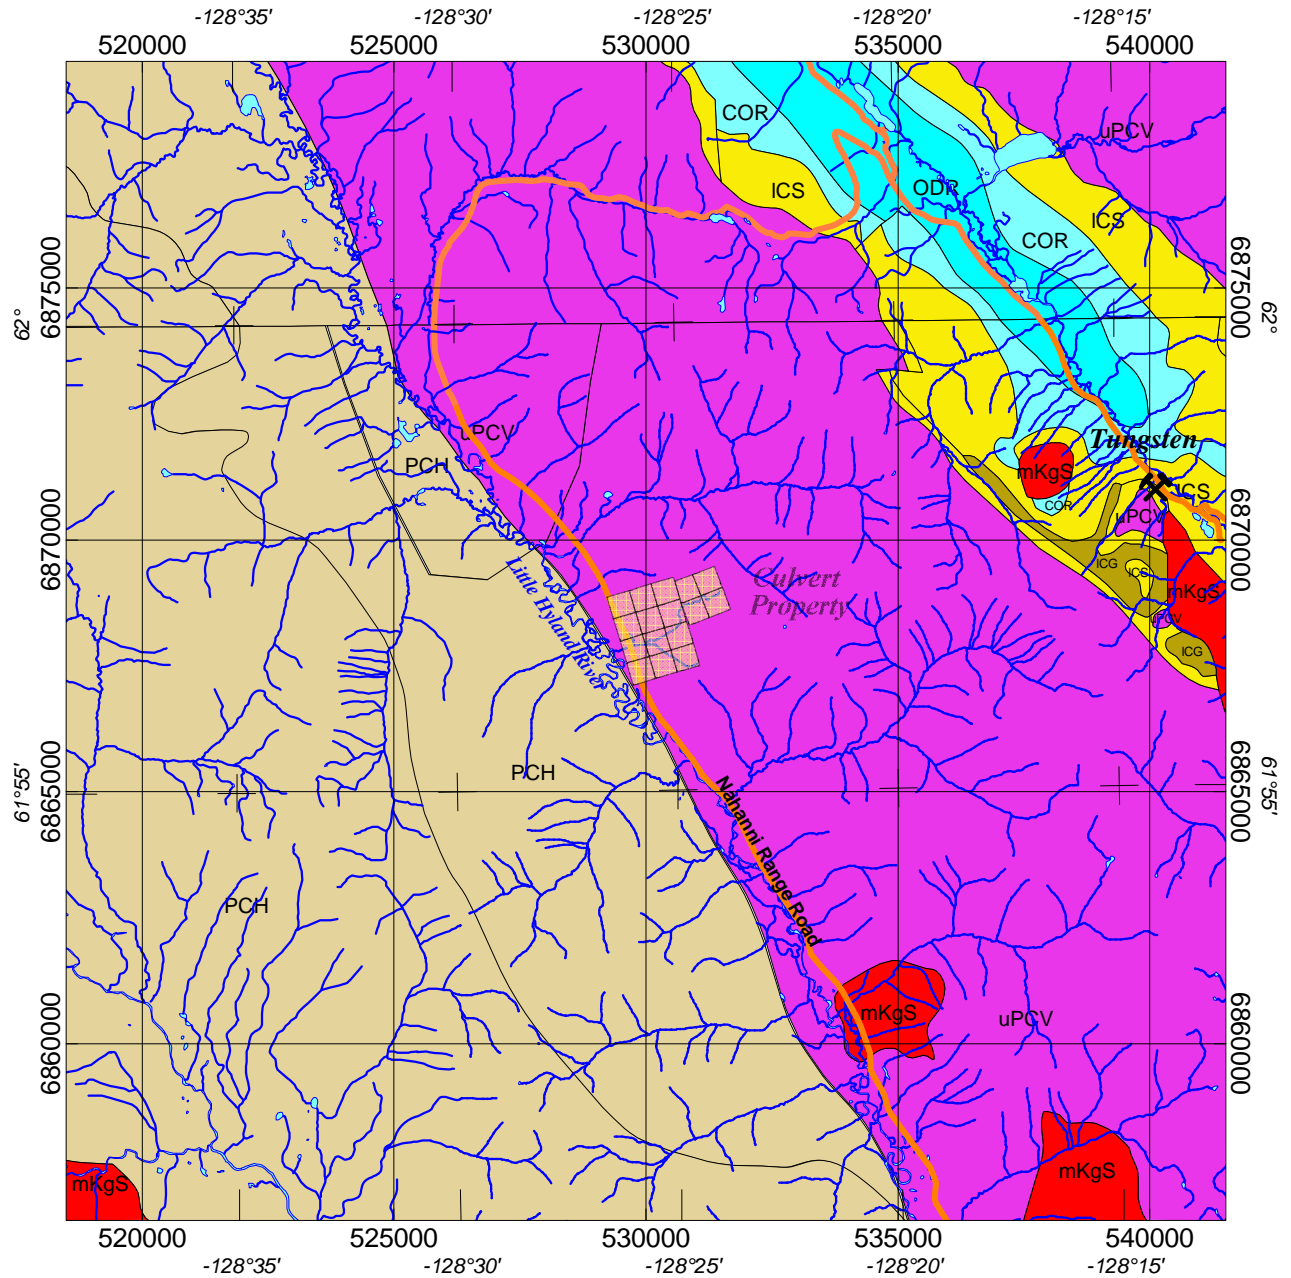 -128°35' -128°30' -128°25' -128°20' -128°15'
520000 525000 530000 535000 540000
COR
uPCV
ICS
ODR
ICS
COR
6875000
6875000
62°
62°
uPCV
Tungsten
PCH
mKgS
ICS
COR
uPCV
6870000
6870000
ICG
ICS
Culvert
Property
mKgS
uPCV
Little Hyland River
ICG
PCH
6865000
6865000
61°55'
61°55'
Nahanni Range Road
PCH
mKgS
uPCV
6860000
6860000
mKgS
mKgS
520000 525000 530000 535000 540000
-128°35' -128°30' -128°25' -128°20' -128°15'